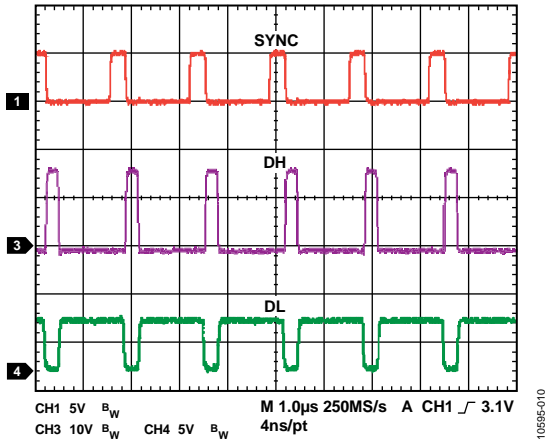 SYNC
1
DH
3
DL
4
CH1 5V BW M 1.0µs 250MS/s A CH1 3.1V
CH3 10V BW CH4 5V BW 4ns/pt
10595-010